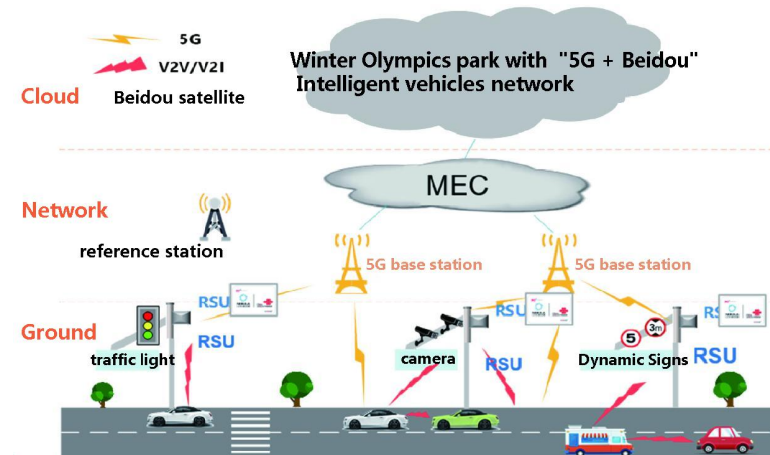 5G
V2V/V2I
Cloud
Beidou satellite
Winter Olympics park with "5G + Beidou"
Intelligent vehicles network
MEC
Network
reference station
5G base station
5G base station
RSU
RSU
RS
Ground
traffic light
RSU
camera
RSU
5
3m
Dynamic Signs
RSU